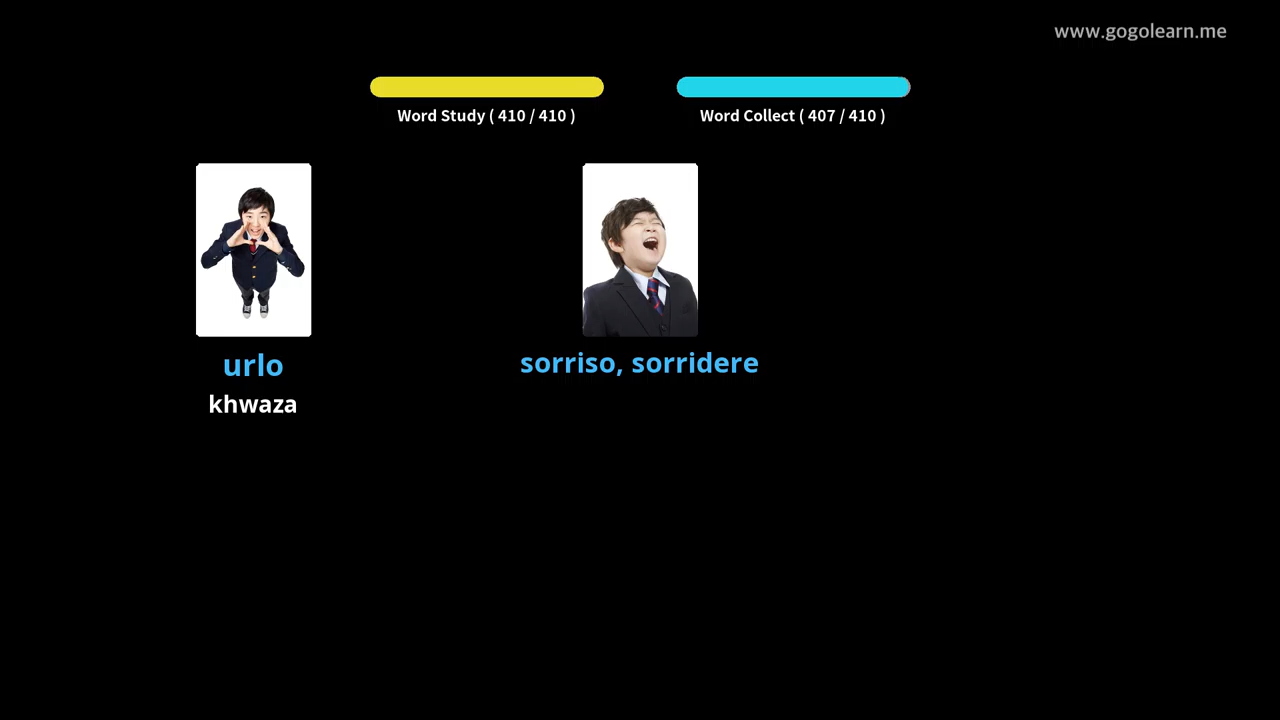 www.gogolearn.me
Word Study ( 410 / 410 )
Word Collect ( 407 / 410 )
urlo
khwaza
sorriso, sorridere